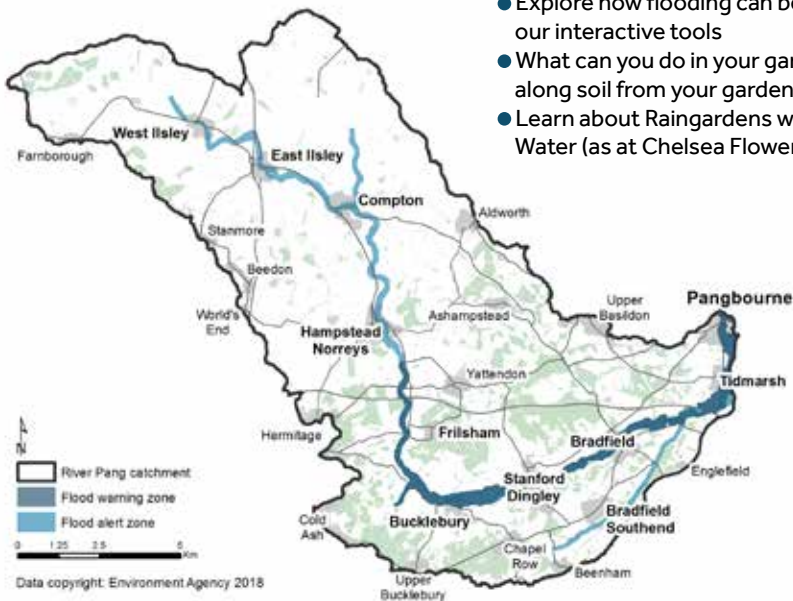 Explore how flooding can be
our interactive tools
What can you do in your gar
along soil from your garden
Learn about Raingardens w
Water (as at Chelsea Flower
West Ilsley
Farnborough
East Ilsley
Compton
Aldworth
Stanmore
Beedon
World's
End
Hampstead
Norreys
Ashampstead
Upper
Basildon
Pangbourne
Yattendon
Tidmarsh
Hermitage
Frilsham
Bradfield
Englefield
Stanford
Dingley
Bucklebury
Bradfield
Southend
Cold
Ash
Chapel
Row
Beenham
Upper
Bucklebury
N
River Pang catchment
Flood warning zone
Flood alert zone
0 1.25 2.5 5
Km
Data copyright: Environment Agency 2018